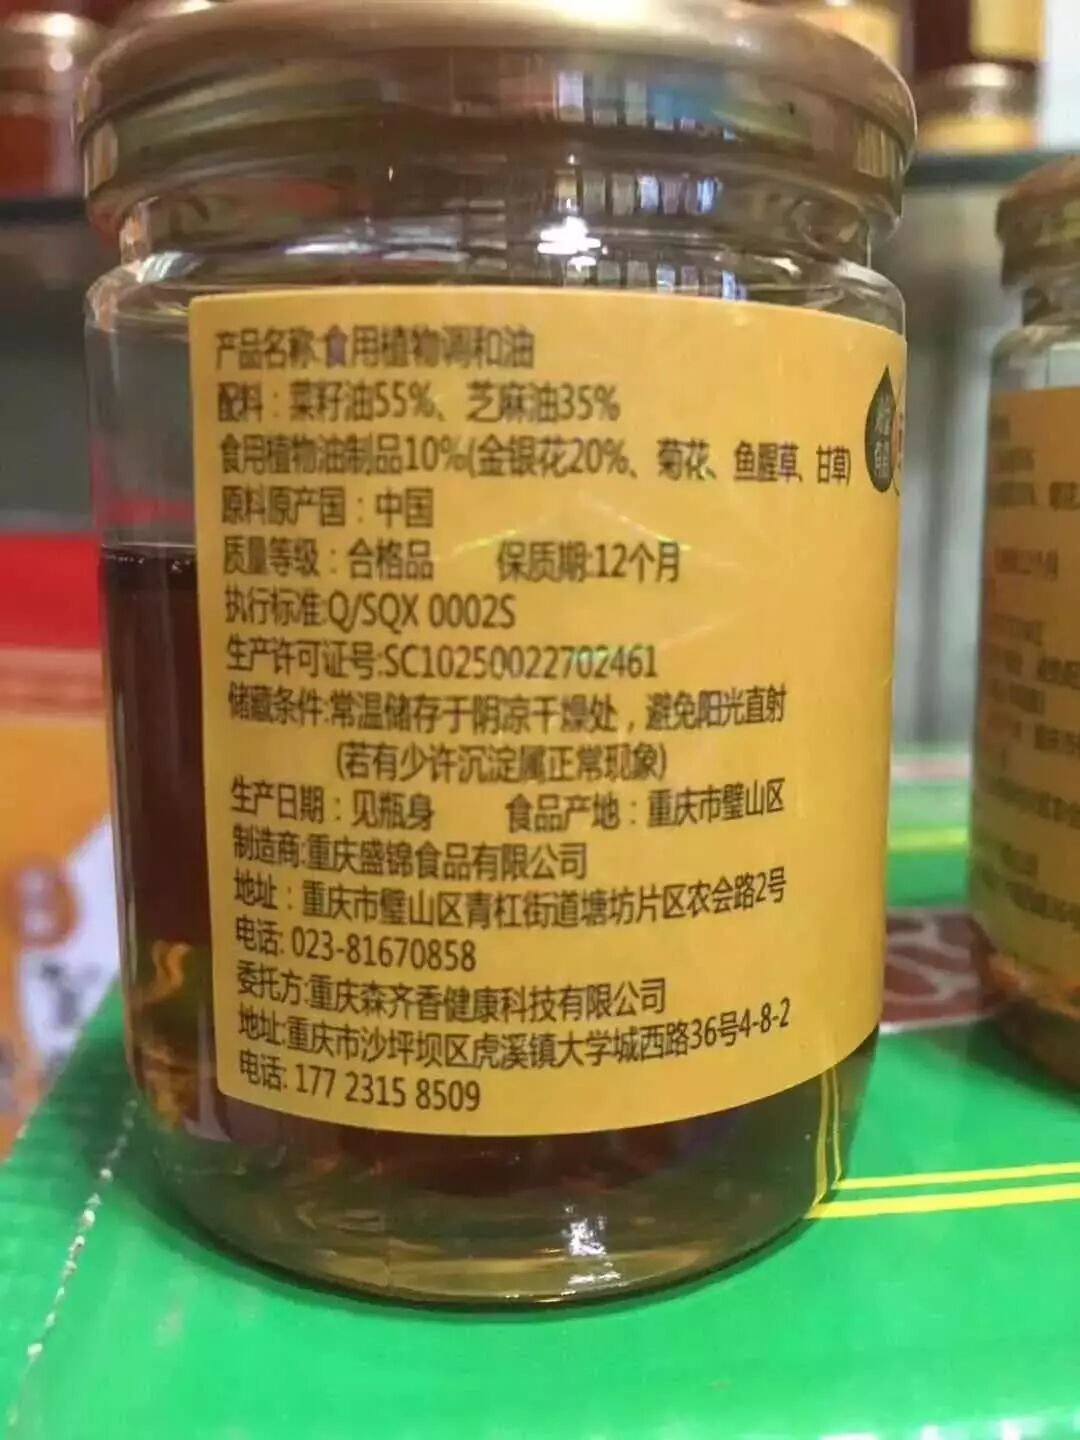 产品名称:食用植物调和油
配料：菜籽油55%、芝麻油35%
食用植物油制品10%(金银花20%、菊花、鱼腥草、甘草)
原料原产国：中国
质量等级：合格品 保质期:12个月
执行标准:Q/SQX 0002S
生产许可证号:SC10250022702461
储藏条件:常温储存于阴凉干燥处，避免阳光直射
(若有少许沉淀属正常现象)
生产日期：见瓶身 食品产地：重庆市璧山区
制造商:重庆盛锦食品有限公司
地址：重庆市璧山区青杠街道塘坊片区农会路2号
电话: 023-81670858
委托方:重庆森齐香健康科技有限公司
地址:重庆市沙坪坝区虎溪镇大学城西路36号4-8-2
电话: 177 2315 8509